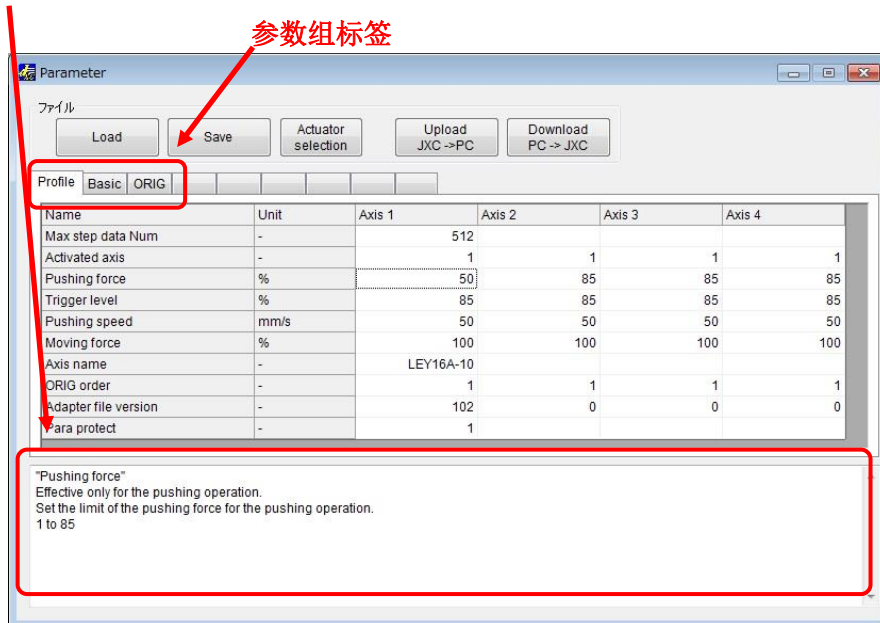 参数组标签
Parameter
ファイル
Load Save Actuator selection Upload JXC ->PC Download PC -> JXC
Profile Basic ORIG
Name Unit Axis 1 Axis 2 Axis 3 Axis 4
Max step data Num - 512
Activated axis - 1 1 1 1
Pushing force % 50 85 85 85
Trigger level % 85 85 85 85
Pushing speed mm/s 50 50 50 50
Moving force % 100 100 100 100
Axis name - LEY16A-10
ORIG order - 1 1 1 1
Adapter file version - 102 0 0 0
Para protect - 1
"Pushing force"
Effective only for the pushing operation.
Set the limit of the pushing force for the pushing operation.
1 to 85